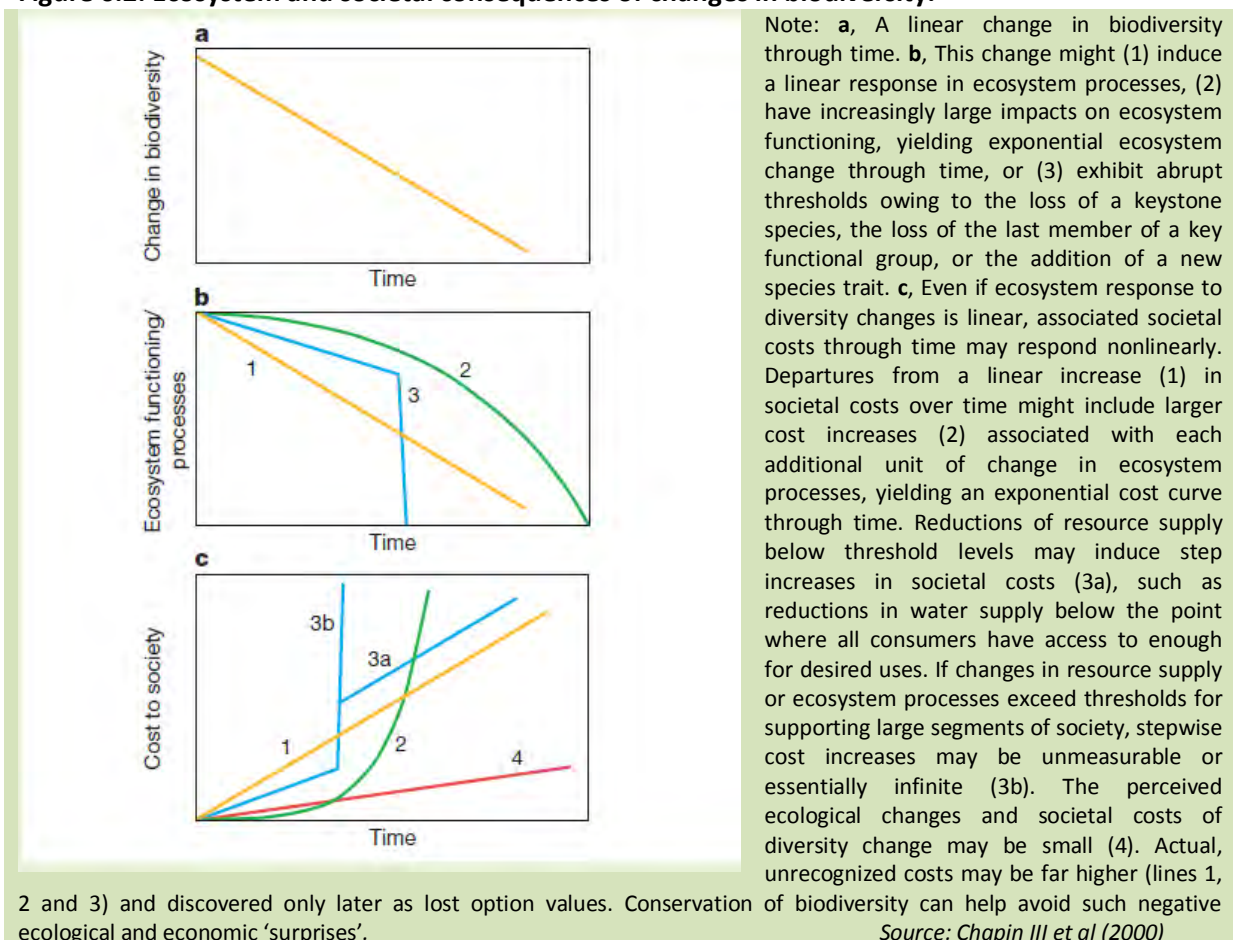 a
Change in biodiversity
Time
b
Ecosystem functioning/
processes
1
2
3
Time
c
Cost to society
3b
3a
1
2
4
Time
Note: a, A linear change in biodiversity
through time. b, This change might (1) induce
a linear response in ecosystem processes, (2)
have increasingly large impacts on ecosystem
functioning, yielding exponential ecosystem
change through time, or (3) exhibit abrupt
thresholds owing to the loss of a keystone
species, the loss of the last member of a key
functional group, or the addition of a new
species trait. c, Even if ecosystem response to
diversity changes is linear, associated societal
costs through time may respond nonlinearly.
Departures from a linear increase (1) in
societal costs over time might include larger
cost increases (2) associated with each
additional unit of change in ecosystem
processes, yielding an exponential cost curve
through time. Reductions of resource supply
below threshold levels may induce step
increases in societal costs (3a), such as
reductions in water supply below the point
where all consumers have access to enough
for desired uses. If changes in resource supply
or ecosystem processes exceed thresholds for
supporting large segments of society, stepwise
cost increases may be unmeasurable or
essentially infinite (3b). The perceived
ecological changes and societal costs of
diversity change may be small (4). Actual,
unrecognized costs may be far higher (lines 1,
2 and 3) and discovered only later as lost option values. Conservation of biodiversity can help avoid such negative
ecological and economic ‘surprises’. Source: Chapin III et al (2000)